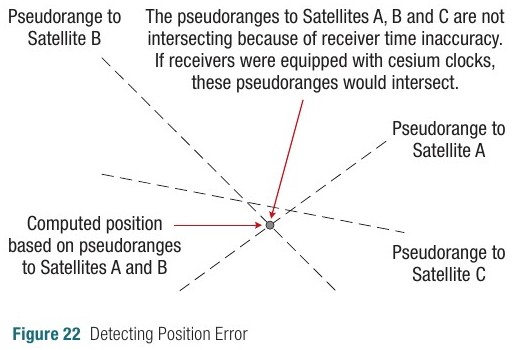 Pseudorange to
Satellite B
The pseudoranges to Satellites A, B and C are not
intersecting because of receiver time inaccuracy.
If receivers were equipped with cesium clocks,
these pseudoranges would intersect.
Pseudorange to
Satellite A
Computed position
based on pseudoranges
to Satellites A and B
Pseudorange to
Satellite C
Figure 22 Detecting Position Error